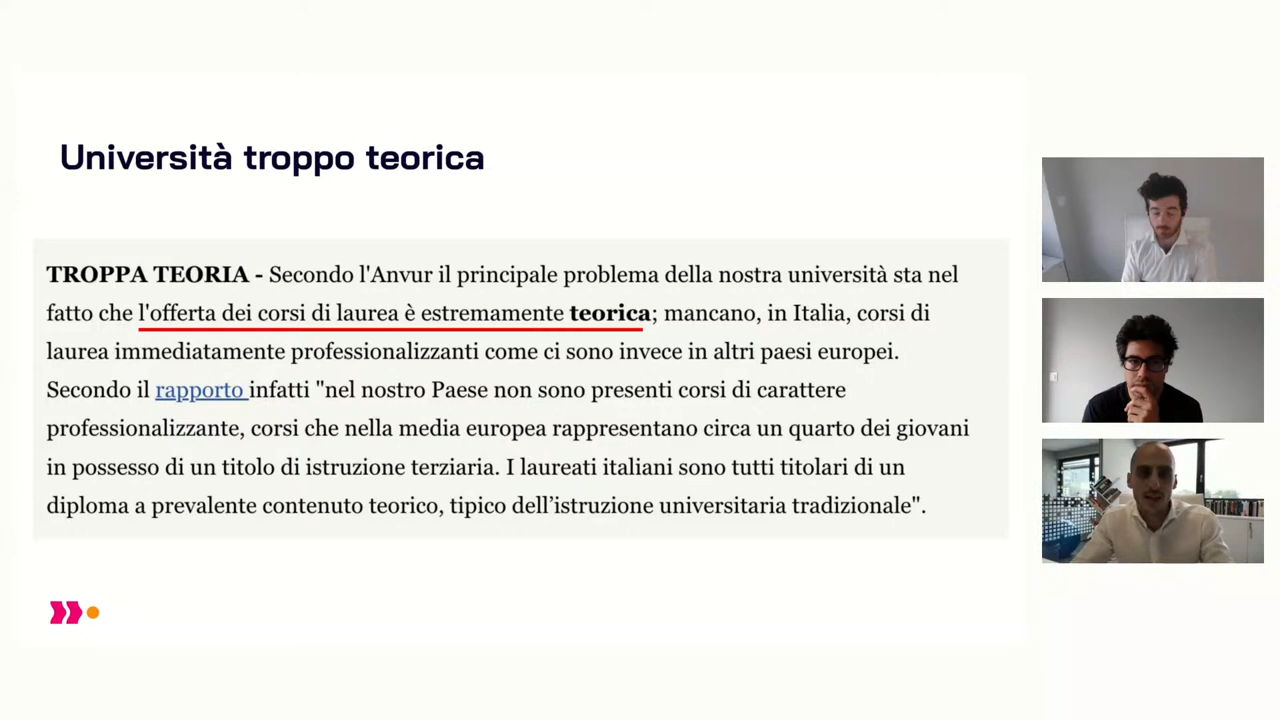 Università troppo teorica
TROPPA TEORIA - Secondo l'Anvur il principale problema della nostra università sta nel
fatto che l'offerta dei corsi di laurea è estremamente teorica; mancano, in Italia, corsi di
laurea immediatamente professionalizzanti come ci sono invece in altri paesi europei.
Secondo il rapporto infatti "nel nostro Paese non sono presenti corsi di carattere
professionalizzante, corsi che nella media europea rappresentano circa un quarto dei giovani
in possesso di un titolo di istruzione terziaria. I laureati italiani sono tutti titolari di un
diploma a prevalente contenuto teorico, tipico dell’istruzione universitaria tradizionale".